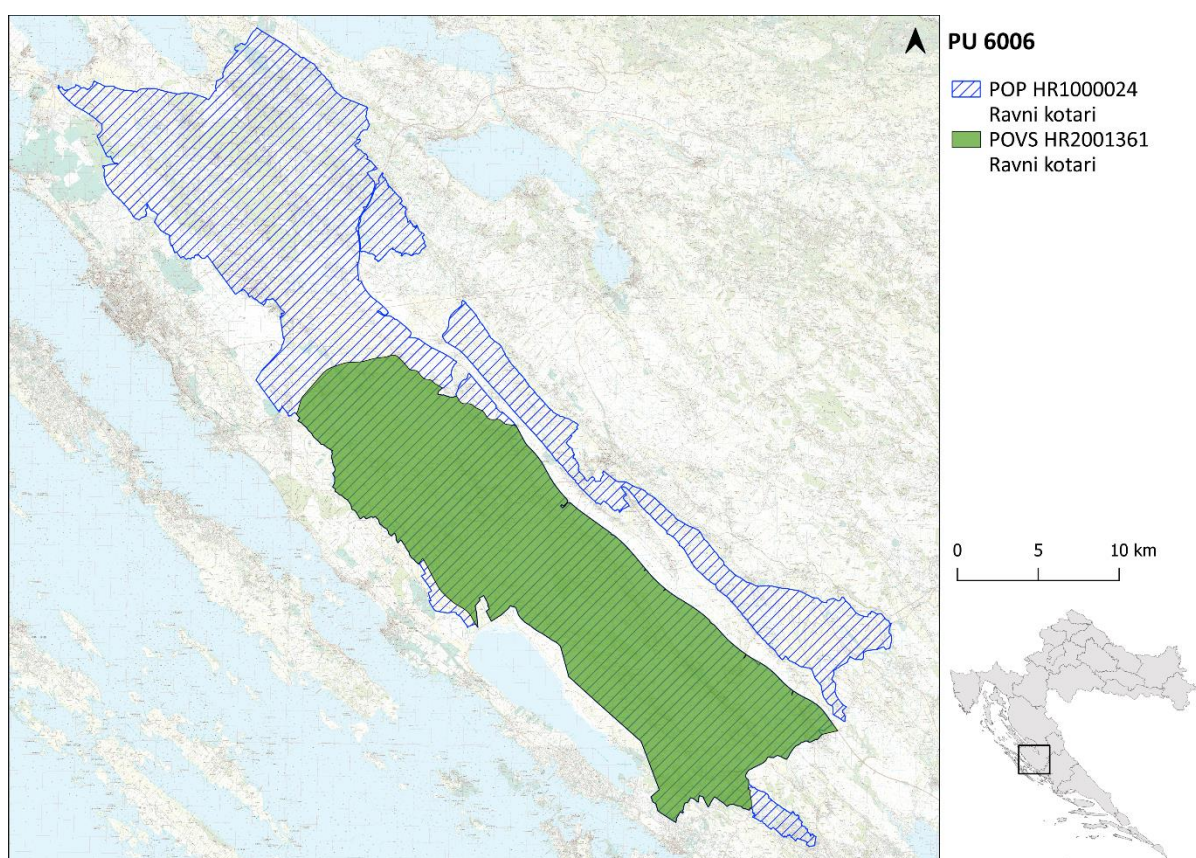 PU 6006
POP HR1000024
Ravni kotari
POVS HR2001361
Ravni kotari
0 5 10 km